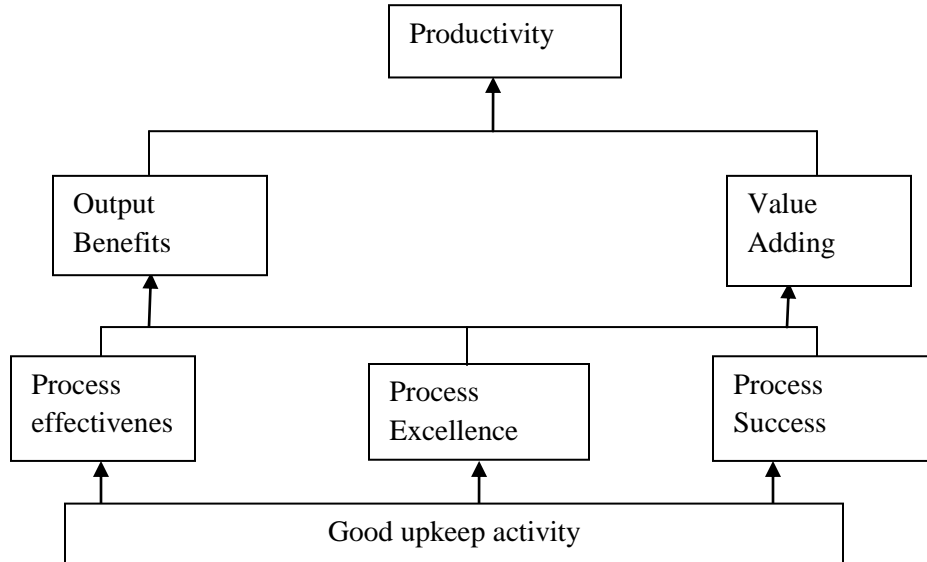 Productivity
Output
Benefits
Value
Adding
Process
effectivenes
Process
Excellence
Process
Success
Good upkeep activity